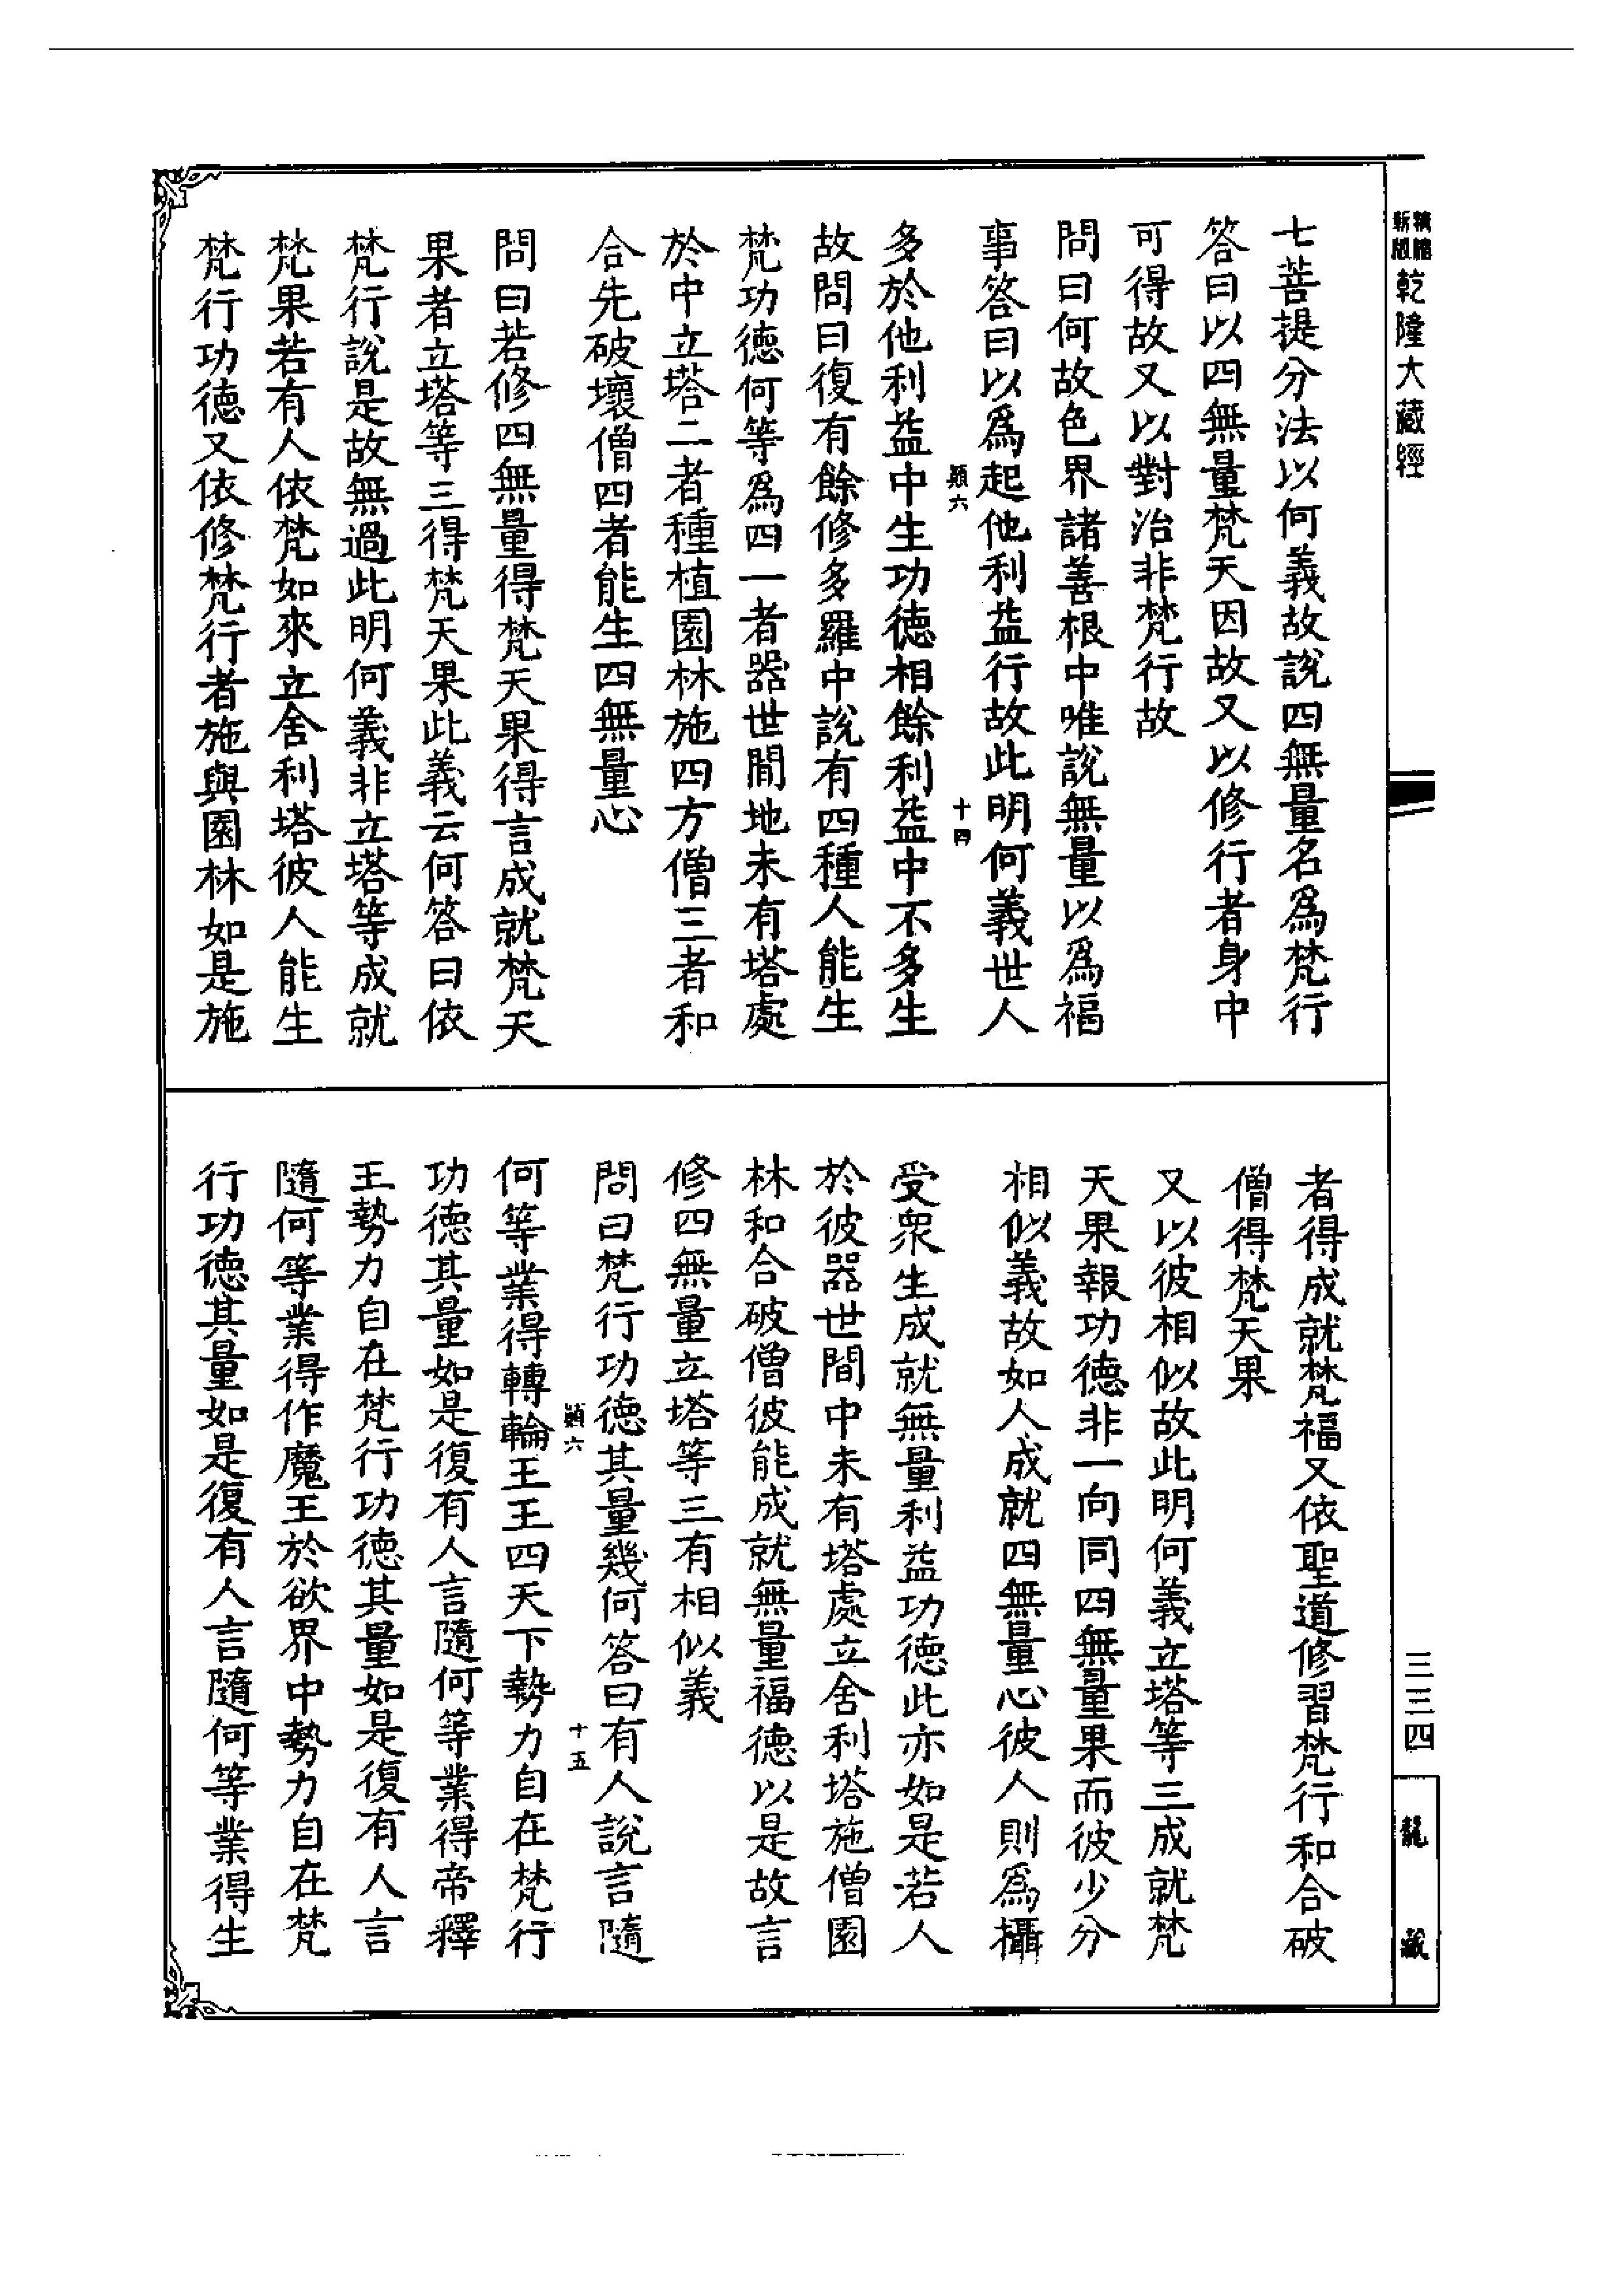 精縮
新版
乾隆大藏經
七菩提分法以何義故說四無量名爲梵行
答曰以四無量梵天因故又以修行者身中
可得故又以對治非梵行故
問曰何故色界諸善根中唯說無量以爲福
事答曰以爲起他利益行故此明何義世人
穎六
十四
多於他利益中生功德相餘利益中不多生
故問曰復有餘修多羅中說有四種人能生
梵功德何等爲四一者器世間地未有塔處
於中立塔二者種植園林施四方僧三者和
合先破壞僧四者能生四無量心
問曰若修四無量得梵天果得言成就梵天
果者立塔等三得梵天果此義云何答曰依
梵行說是故無過此明何義非立塔等成就
梵果若有人依梵如來立舍利塔彼人能生
梵行功德又依修梵行者施與園林如是施
者得成就梵福又依聖道修習梵行和合破
僧得梵天果
又以彼相似故此明何義立塔等三成就梵
天果報功德非一向同四無量果而彼少分
相似義故如人成就四無量心彼人則爲攝
受衆生成就無量利益功德此亦如是若人
於彼器世間中未有塔處立舍利塔施僧園
林和合破僧彼能成就無量福德以是故言
修四無量立塔等三有相似義
問曰梵行功德其量幾何答曰有人說言隨
穎六
十五
何等業得轉輪王王四天下勢力自在梵行
功德其量如是復有人言隨何等業得帝釋
王勢力自在梵行功德其量如是復有人言
隨何等業得作魔王於欲界中勢力自在梵
行功德其量如是復有人言隨何等業得生
三三四
龍藏